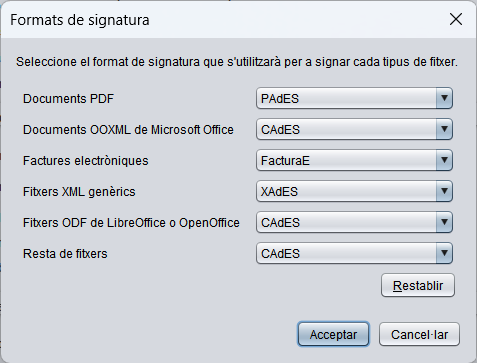 Formats de signatura
Seleccione el format de signatura que s'utilitzarà per a signar cada tipus de fitxer.
Documents PDF PAdES
Documents OOXML de Microsoft Office CAdES
Factures electròniques FacturaE
Fitxers XML genèrics XAdES
Fitxers ODF de LibreOffice o OpenOffice CAdES
Resta de fitxers CAdES
Restablir
Acceptar Cancel·lar